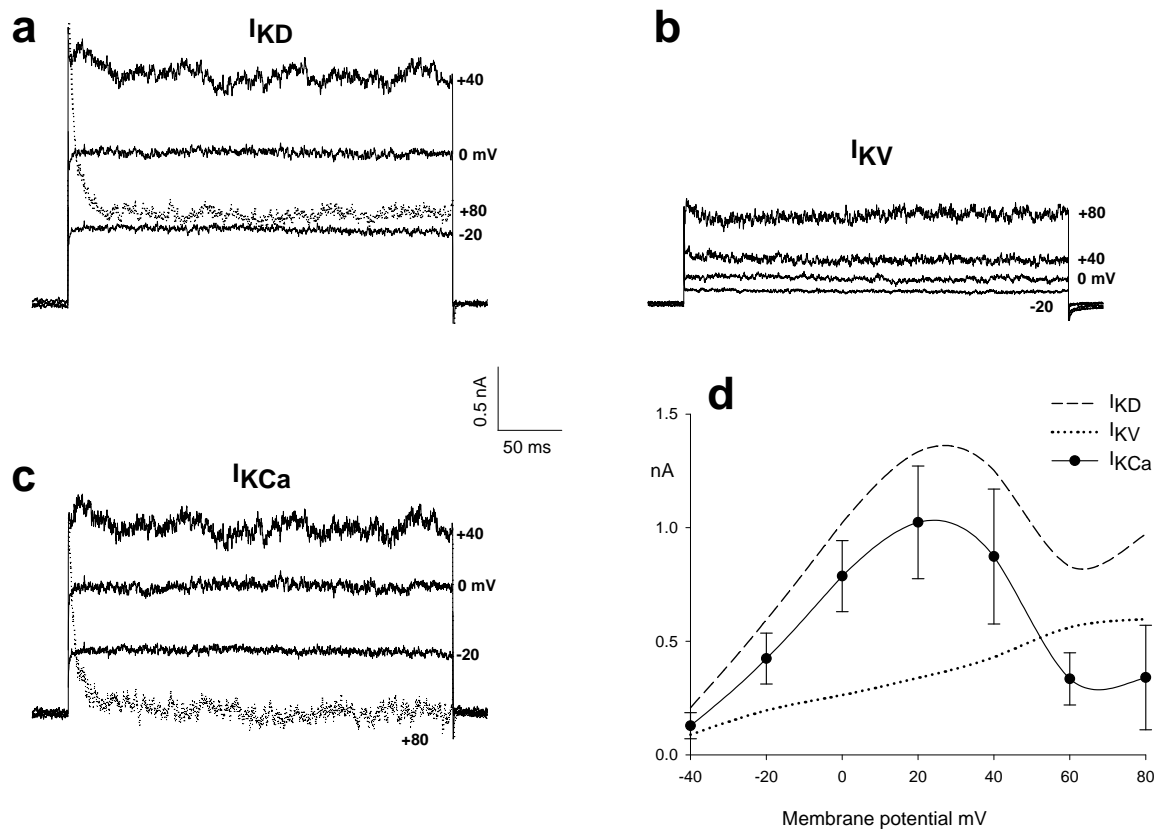 a
IKD
+40
0 mV
+80
-20
b
IKV
+80
+40
0 mV
-20
0.5 nA
50 ms
c
IKCa
+40
0 mV
-20
+80
d
IKD
IKV
IKCa
nA
1.5
1.0
0.5
0.0
-40 -20 0 20 40 60 80
Membrane potential mV